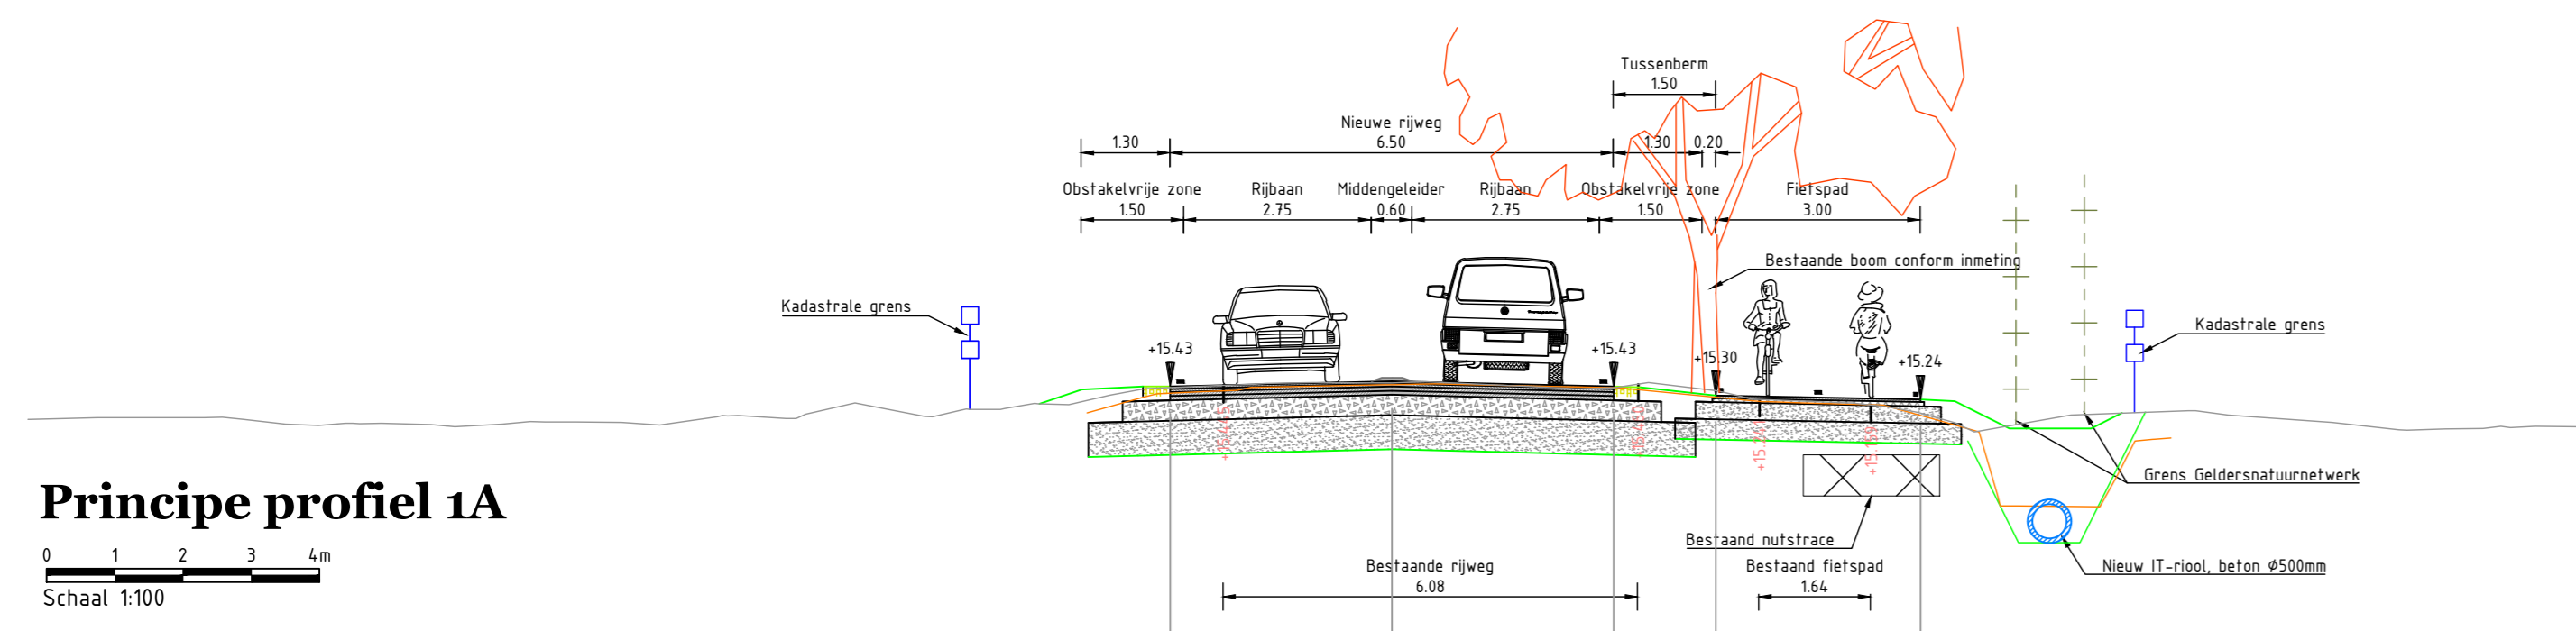 Tussenberm
1.50
Nieuwe rijweg
1.30 6.50 1.30 0.20
Obstakelvrije zone Rijbaan Middengeleider Rijbaan Obstakelvrije zone Fietspad
1.50 2.75 0.60 2.75 1.50 3.00
Bestaande boom conform inmeting
Kadastrale grens
Kadastrale grens
+15.43 +15.43 +15.30 +15.24
Grens Geldersnatuurnetwerk
Principe profiel 1A
Bestaand nutstrace
0 1 2 3 4m
Schaal 1:100
Bestaande rijweg Bestaand fietspad
6.08 1.64
Nieuw IT-riool, beton Ø500mm